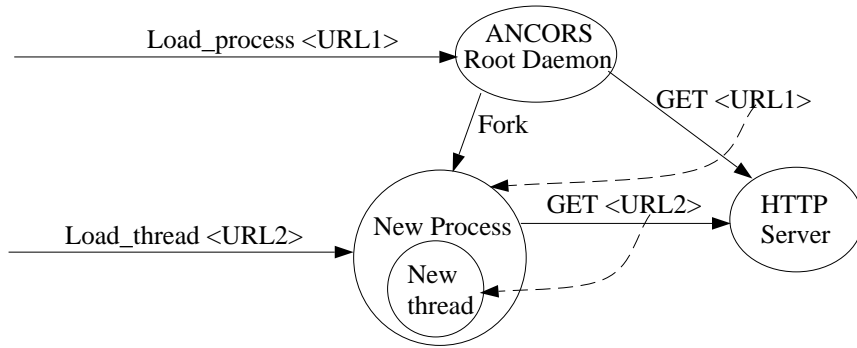 Load_process <URL1>
ANCORS
Root Daemon
GET <URL1>
Fork
Load_thread <URL2>
New Process
GET <URL2>
HTTP
Server
New
thread